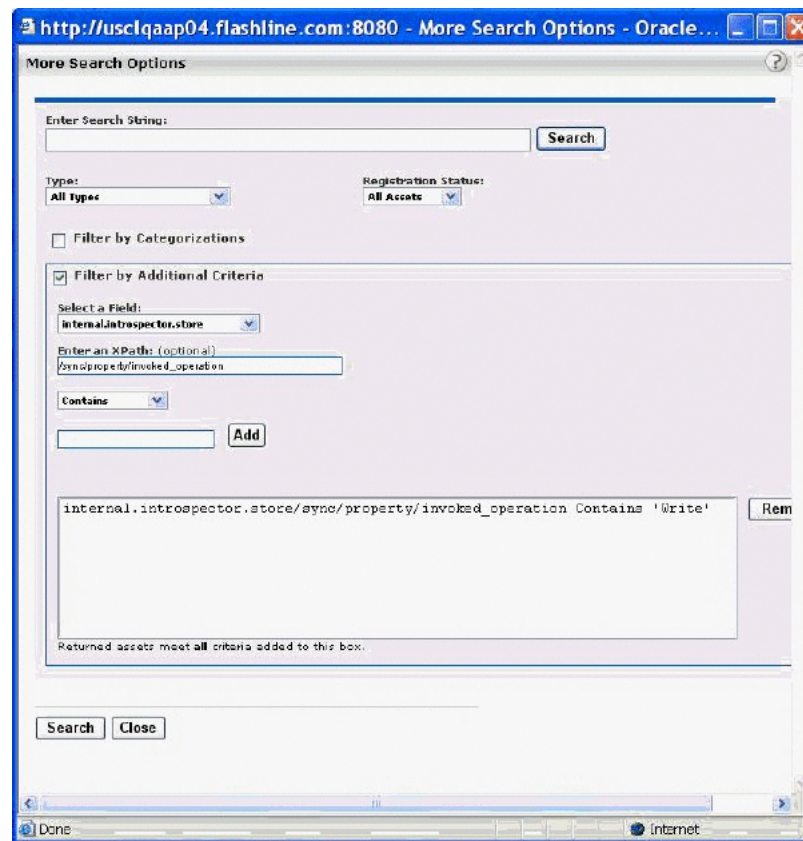 http://usclqaap04.flashline.com:8080 - More Search Options - Oracle...
More Search Options
?
Enter Search String:
Search
Type: Registration Status:
All Types All Assets
Filter by Categorizations
Filter by Additional Criteria
Select a Field:
internal.introspector.store
Enter an XPath: (optional)
/sync/property/invoked_operation
Contains
Add
internal.introspector.store/sync/property/invoked_operation Contains 'Write'
Rem
Returned assets meet all criteria added to this box.
Search Close
Done Internet